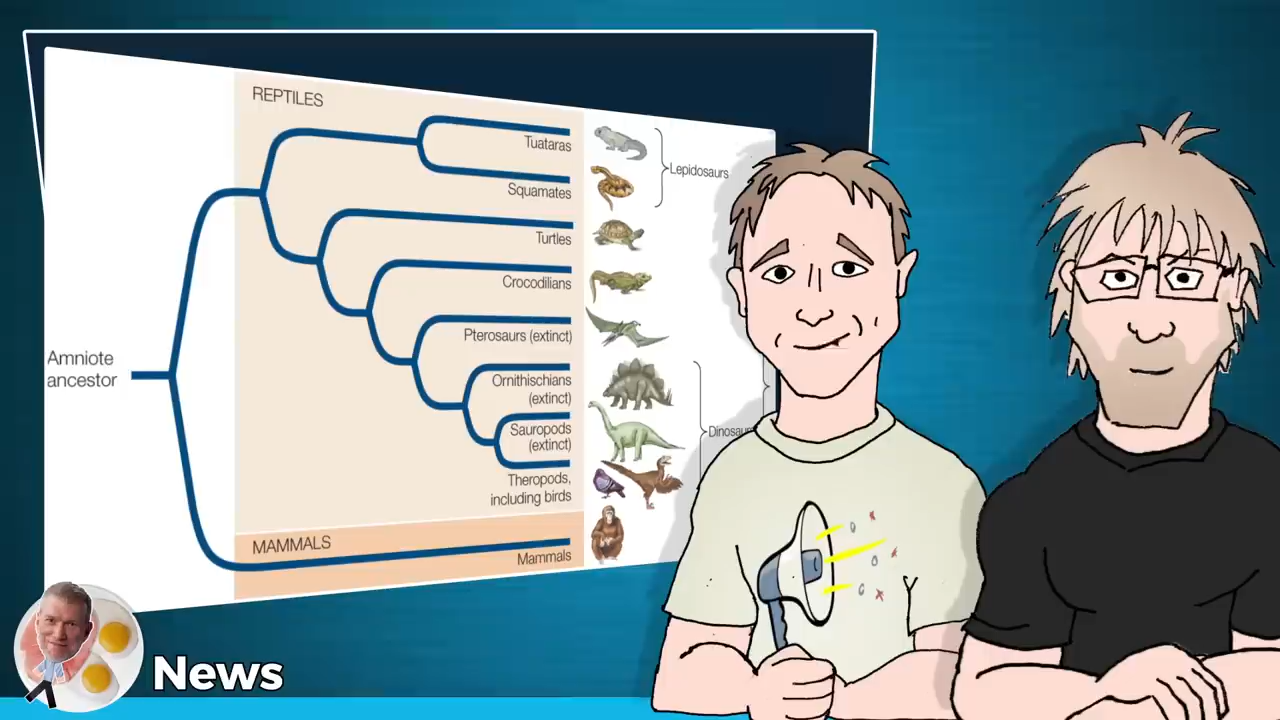 REPTILES
Tuataras
Lepidosaurs
Squamates
Turtles
Crocodilians
Pterosaurs (extinct)
Amniote
ancestor
Ornithischians
(extinct)
Sauropods
(extinct)
Theropods,
including birds
MAMMALS
Mammals
News